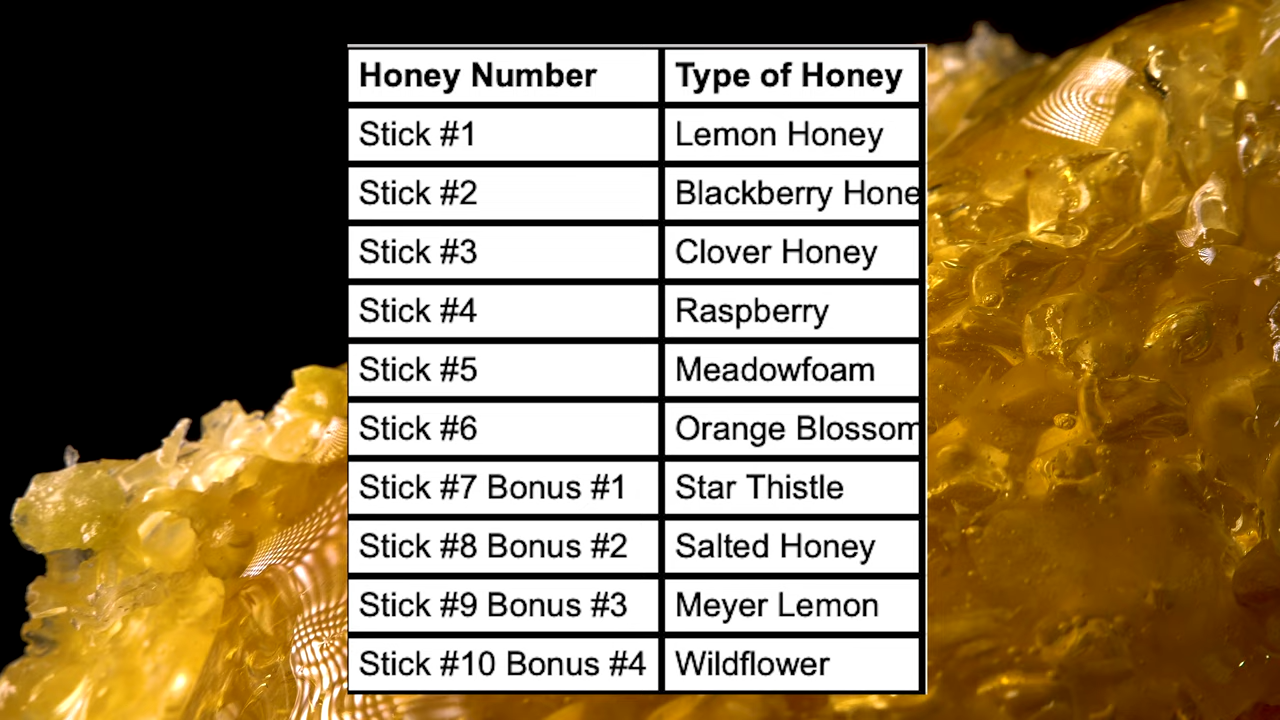 Honey Number Type of Honey
Stick #1 Lemon Honey
Stick #2 Blackberry Hone
Stick #3 Clover Honey
Stick #4 Raspberry
Stick #5 Meadowfoam
Stick #6 Orange Blossom
Stick #7 Bonus #1 Star Thistle
Stick #8 Bonus #2 Salted Honey
Stick #9 Bonus #3 Meyer Lemon
Stick #10 Bonus #4 Wildflower